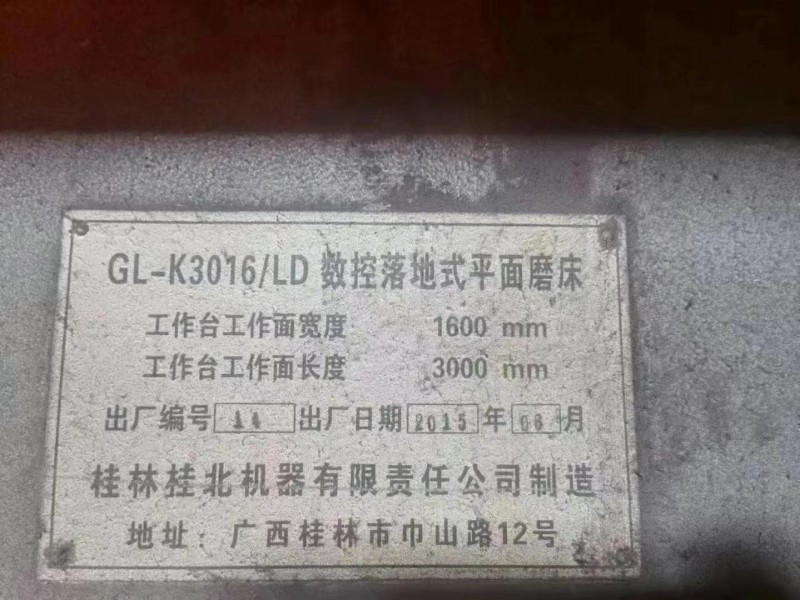 GL-K3016/LD 数控落地式平面磨床
工作台工作面宽度 1600 mm
工作台工作面长度 3000 mm
出厂编号 出厂日期 2015 年 月
桂林桂北机器有限责任公司制造
地址：广西桂林市巾山路12号